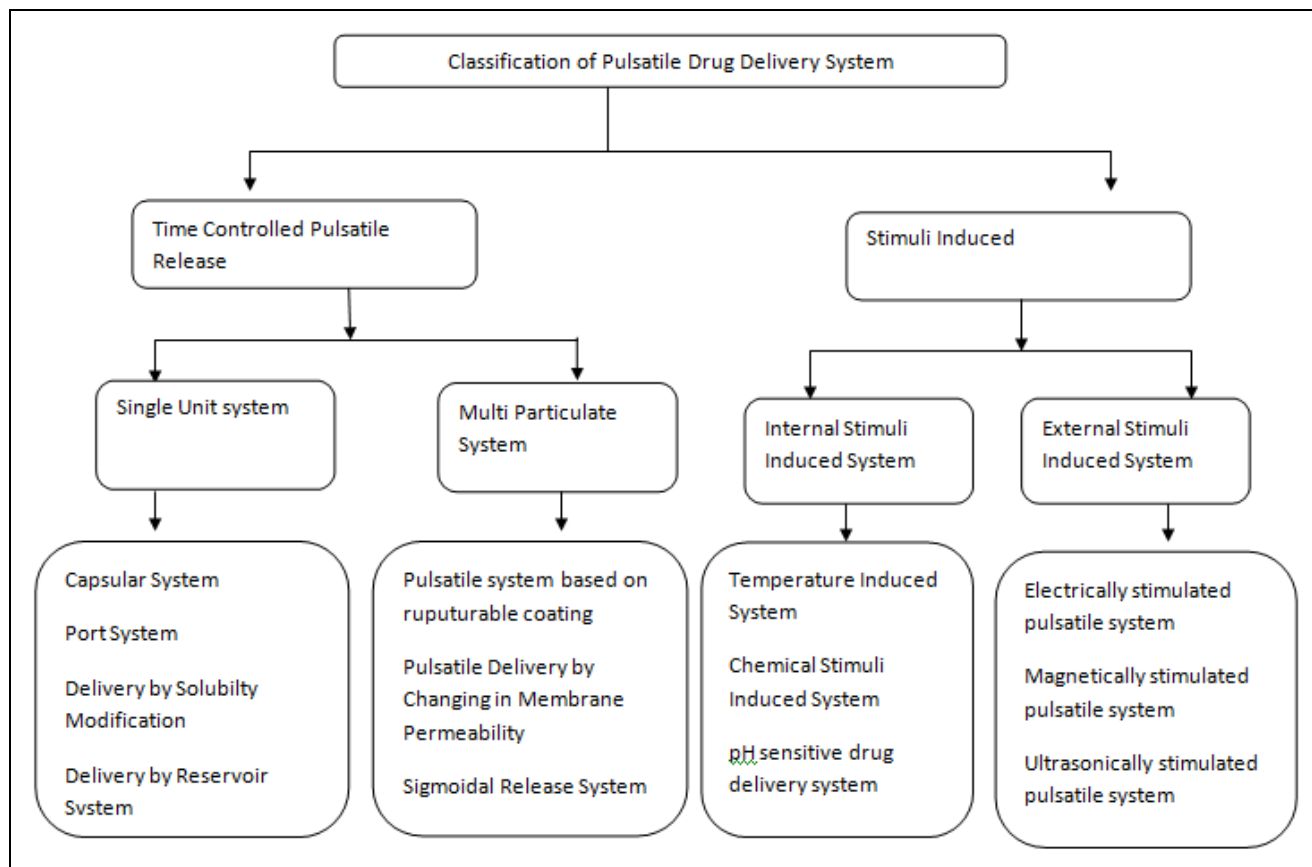 Classification of Pulsatile Drug Delivery System
Time Controlled Pulsatile
Release
Stimuli Induced
Single Unit system
Multi Particulate
System
Internal Stimuli
Induced System
External Stimuli
Induced System
Capsular System
Port System
Delivery by Solubilty
Modification
Delivery by Reservoir
System
Pulsatile system based on
ruputurable coating
Pulsatile Delivery by
Changing in Membrane
Permeability
Sigmoidal Release System
Temperature Induced
System
Chemical Stimuli
Induced System
pH sensitive drug
delivery system
Electrically stimulated
pulsatile system
Magnetically stimulated
pulsatile system
Ultrasonically stimulated
pulsatile system